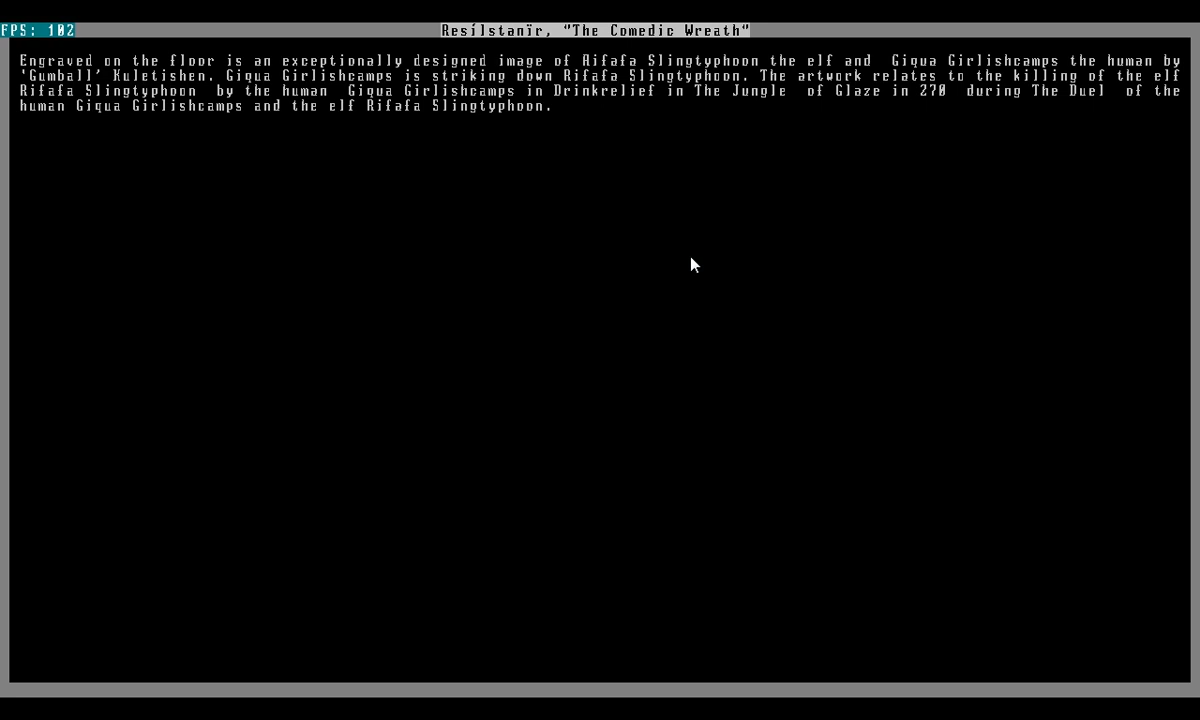 FPS: 102
Resílstanïr, "The Comedic Wreath"
Engraved on the floor is an exceptionally designed image of Rifafa Slingtyphoon the elf and  Giqua Girlishcamps the human by
'Gumball' Kuletishen. Giqua Girlishcamps is striking down Rifafa Slingtyphoon. The artwork relates to the killing of the elf
Rifafa Slingtyphoon  by the human  Giqua Girlishcamps in Drinkrelief in The Jungle  of Glaze in 270  during The Duel  of the
human Giqua Girlishcamps and the elf Rifafa Slingtyphoon.